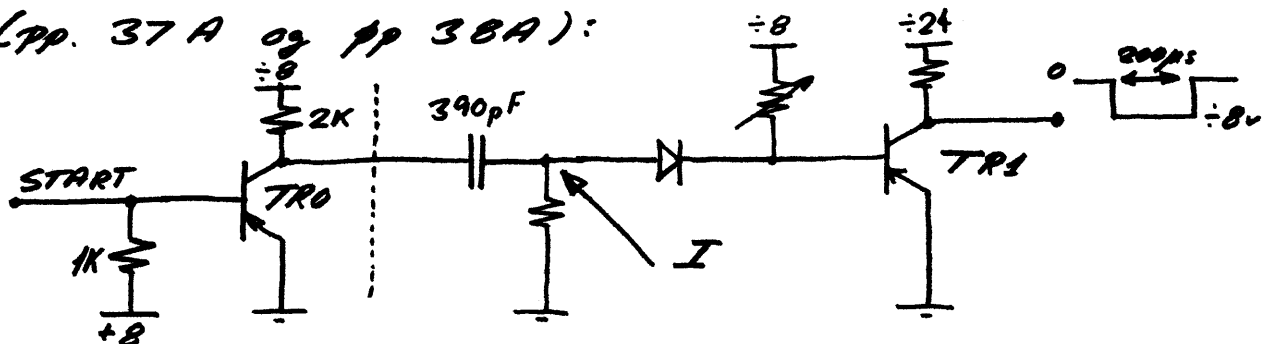 (pp. 37A og pp 38A):
÷8
÷24
÷8
200µs
0
390pF
2K
÷8v
START
TR0
TR1
1K
I
+8